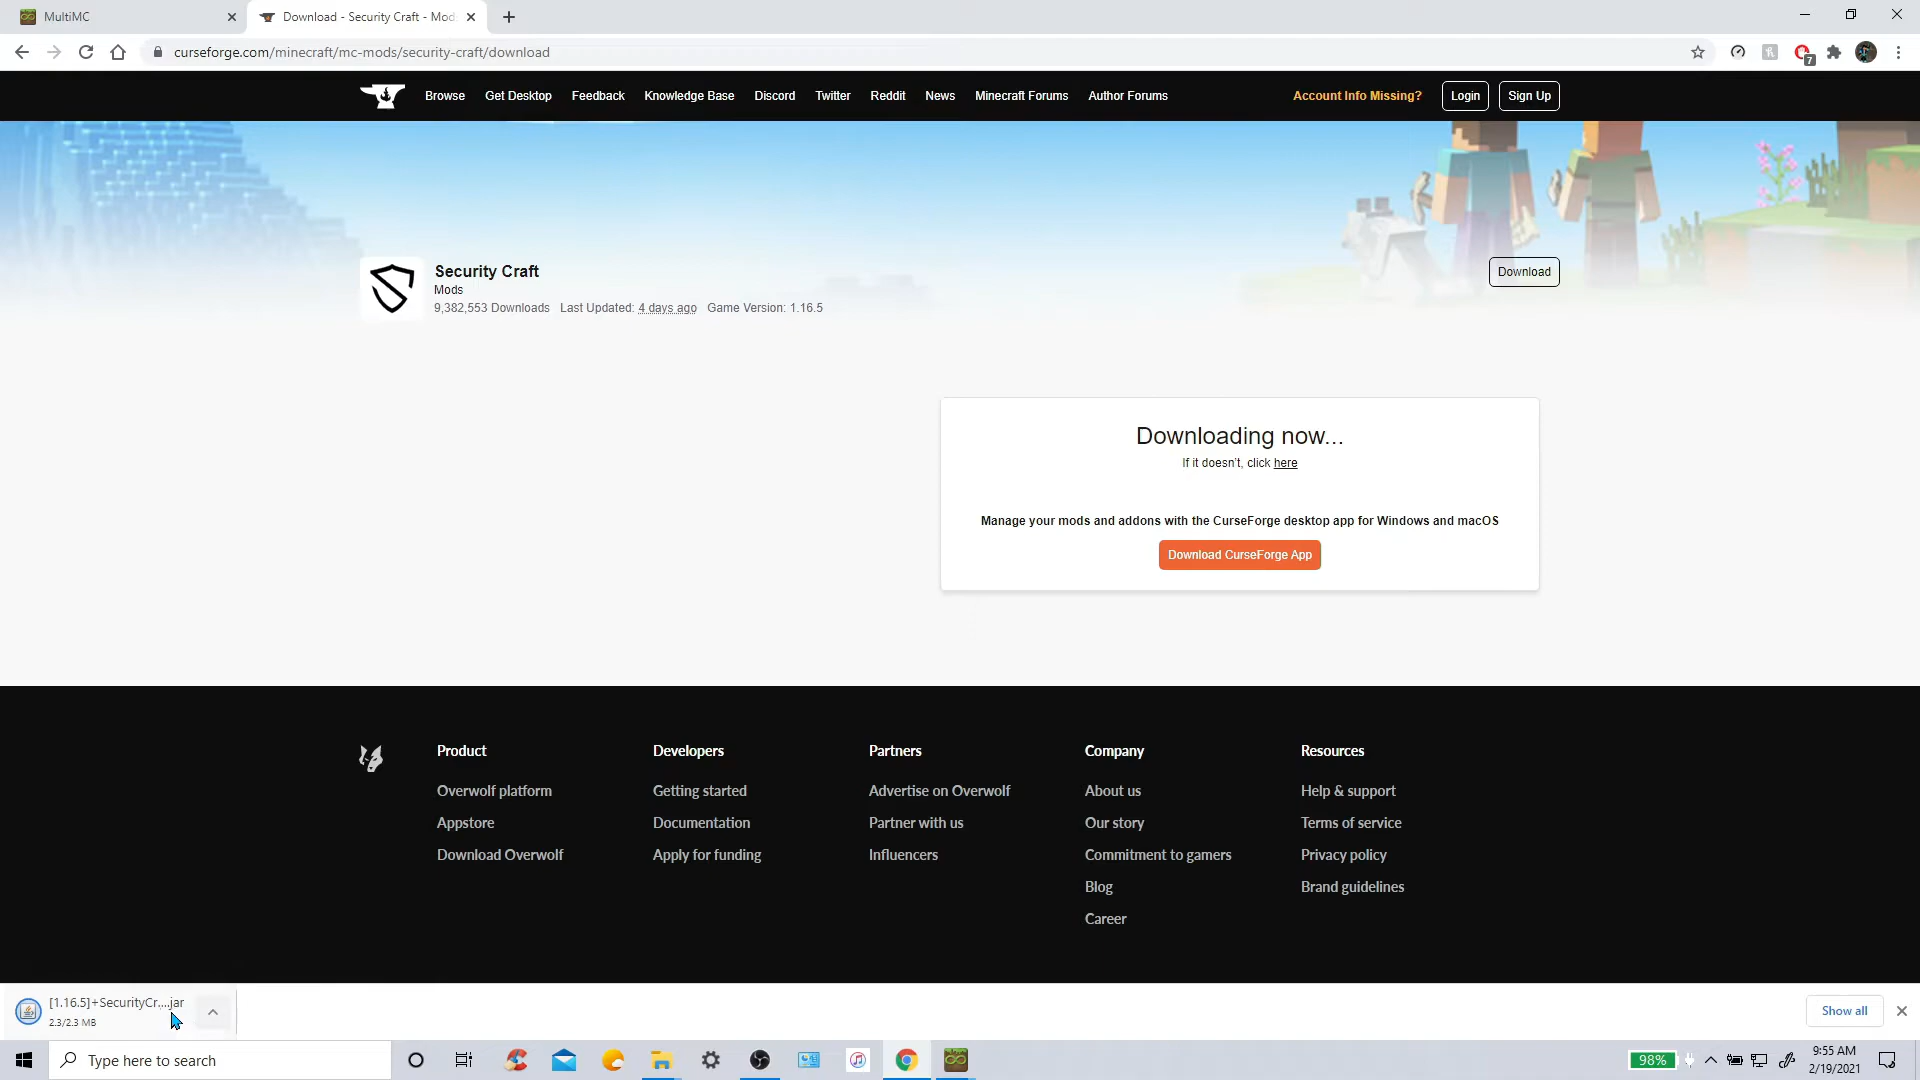 MultiMC
Download - Security Craft - Mod
curseforge.com/minecraft/mc-mods/security-craft/download
7
Browse Get Desktop Feedback Knowledge Base Discord Twitter Reddit News Minecraft Forums Author Forums Account Info Missing? Login Sign Up
Security Craft
Mods
9,382,553 Downloads Last Updated: 4 days ago Game Version: 1.16.5
Download
Downloading now...
If it doesn't, click here
Manage your mods and addons with the CurseForge desktop app for Windows and macOS
Download CurseForge App
Product
Overwolf platform
Appstore
Download Overwolf
Developers
Getting started
Documentation
Apply for funding
Partners
Advertise on Overwolf
Partner with us
Influencers
Company
About us
Our story
Commitment to gamers
Blog
Career
Resources
Help & support
Terms of service
Privacy policy
Brand guidelines
[1.16.5]+SecurityCr....jar
2.3/2.3 MB
Show all
Type here to search
98%
9:55 AM
2/19/2021